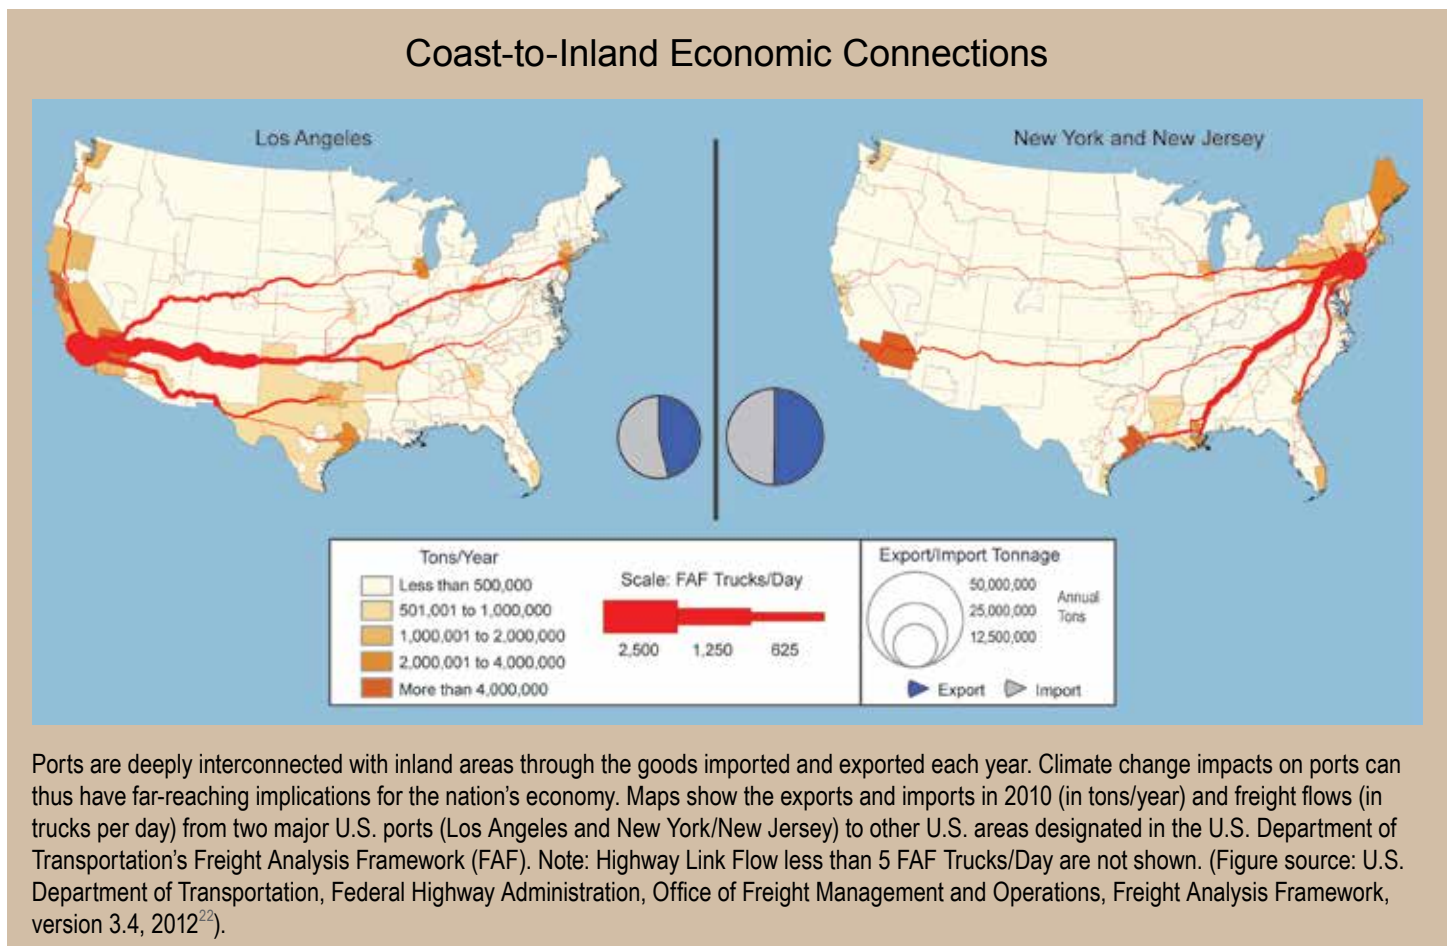 Coast-to-Inland Economic Connections
Los Angeles
New York and New Jersey
Tons/Year
Less than 500,000
501,001 to 1,000,000
1,000,001 to 2,000,000
2,000,001 to 4,000,000
More than 4,000,000
Scale: FAF Trucks/Day
2,500 1,250 625
Export/Import Tonnage
50,000,000
25,000,000
12,500,000
Annual
Tons
Export Import
Ports are deeply interconnected with inland areas through the goods imported and exported each year. Climate change impacts on ports can
thus have far-reaching implications for the nation's economy. Maps show the exports and imports in 2010 (in tons/year) and freight flows (in
trucks per day) from two major U.S. ports (Los Angeles and New York/New Jersey) to other U.S. areas designated in the U.S. Department of
Transportation's Freight Analysis Framework (FAF). Note: Highway Link Flow less than 5 FAF Trucks/Day are not shown. (Figure source: U.S.
Department of Transportation, Federal Highway Administration, Office of Freight Management and Operations, Freight Analysis Framework,
version 3.4, 2012²²).